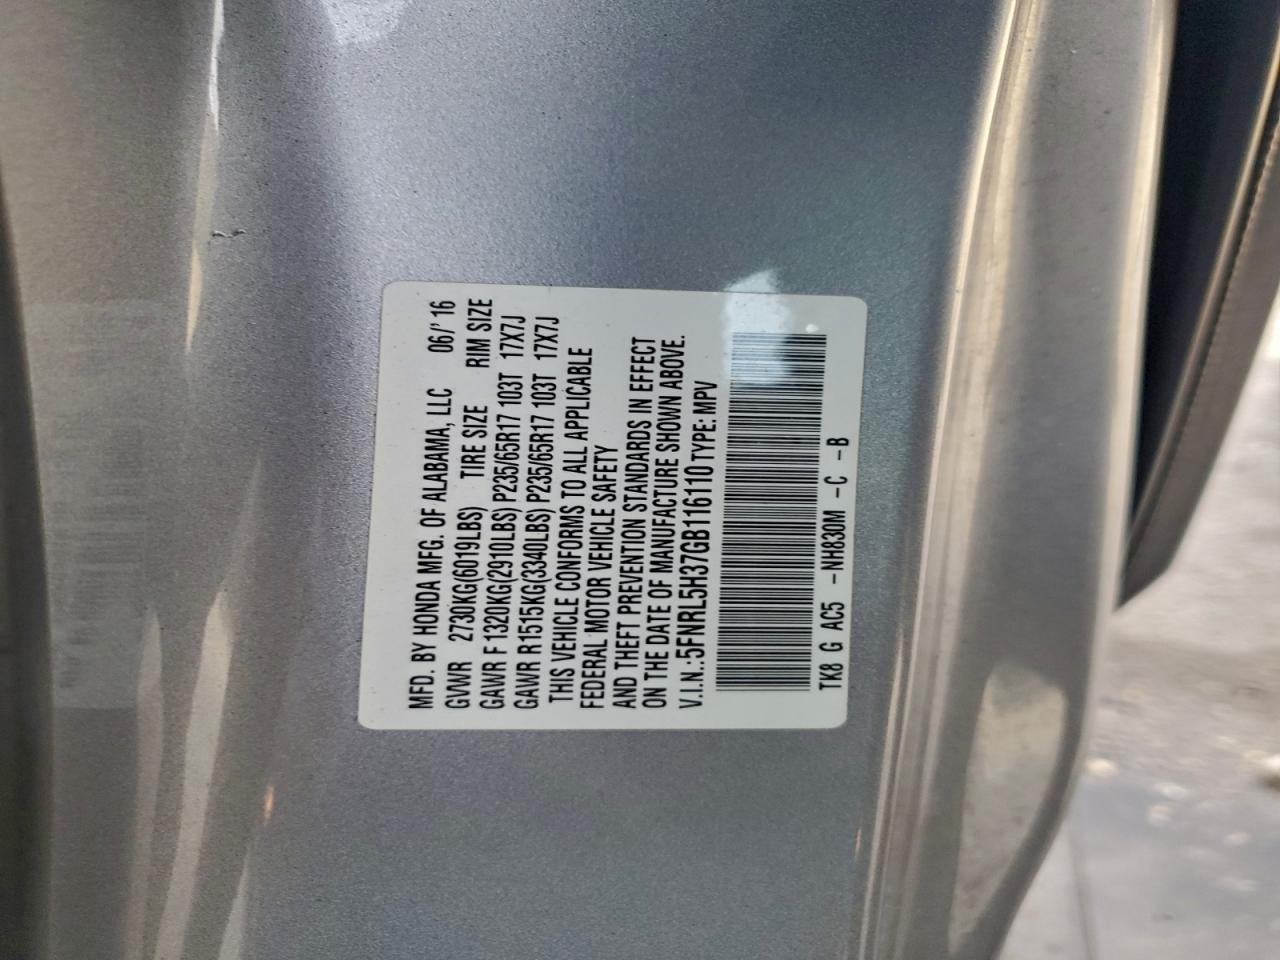 MFD. BY HONDA MFG. OF ALABAMA, LLC 06/'16
GVWR 2730KG(6019LBS) TIRE SIZE RIM SIZE
GAWR F 1320KG(2910LBS) P235/65R17 103T 17X7J
GAWR R1515KG(3340LBS) P235/65R17 103T 17X7J
THIS VEHICLE CONFORMS TO ALL APPLICABLE
FEDERAL MOTOR VEHICLE SAFETY
AND THEFT PREVENTION STANDARDS IN EFFECT
ON THE DATE OF MANUFACTURE SHOWN ABOVE.
V.I.N.:5FNRL5H37GB116110 TYPE: MPV
TK8 G AC5 -NH830M -C -B